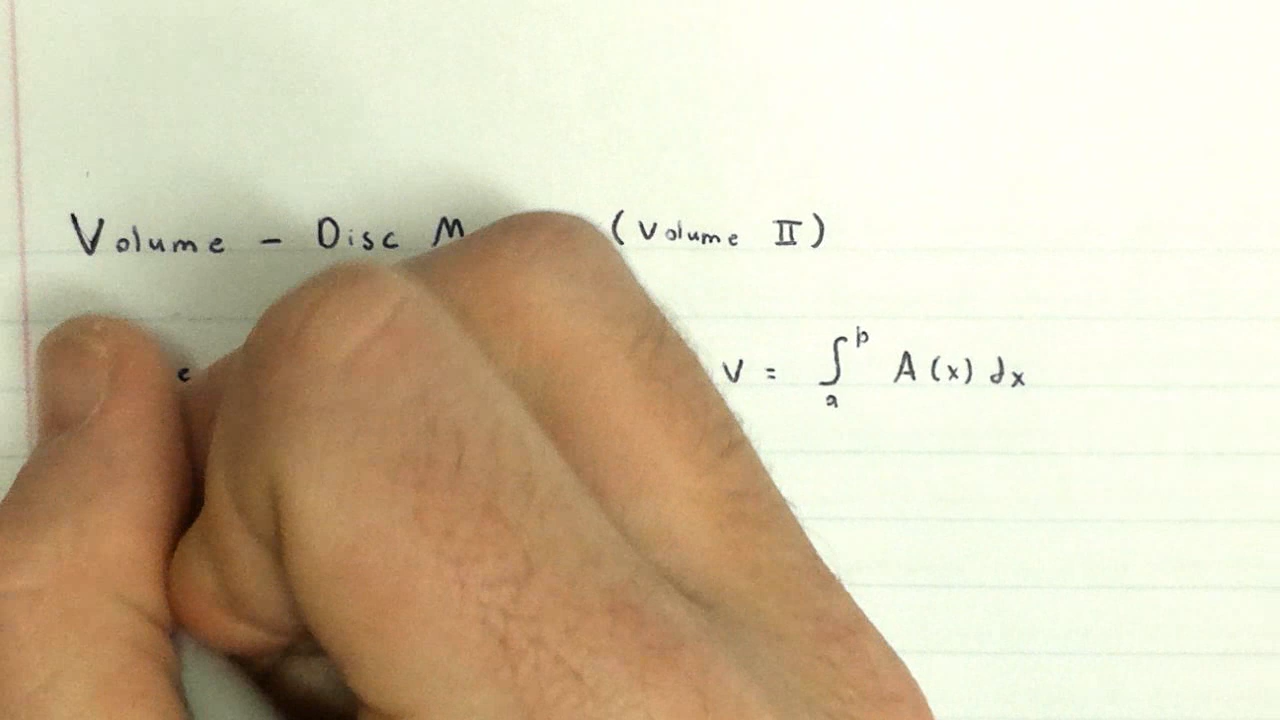 Volume - Disc M (Volume II)
V = ∫_a^b A(x) dx